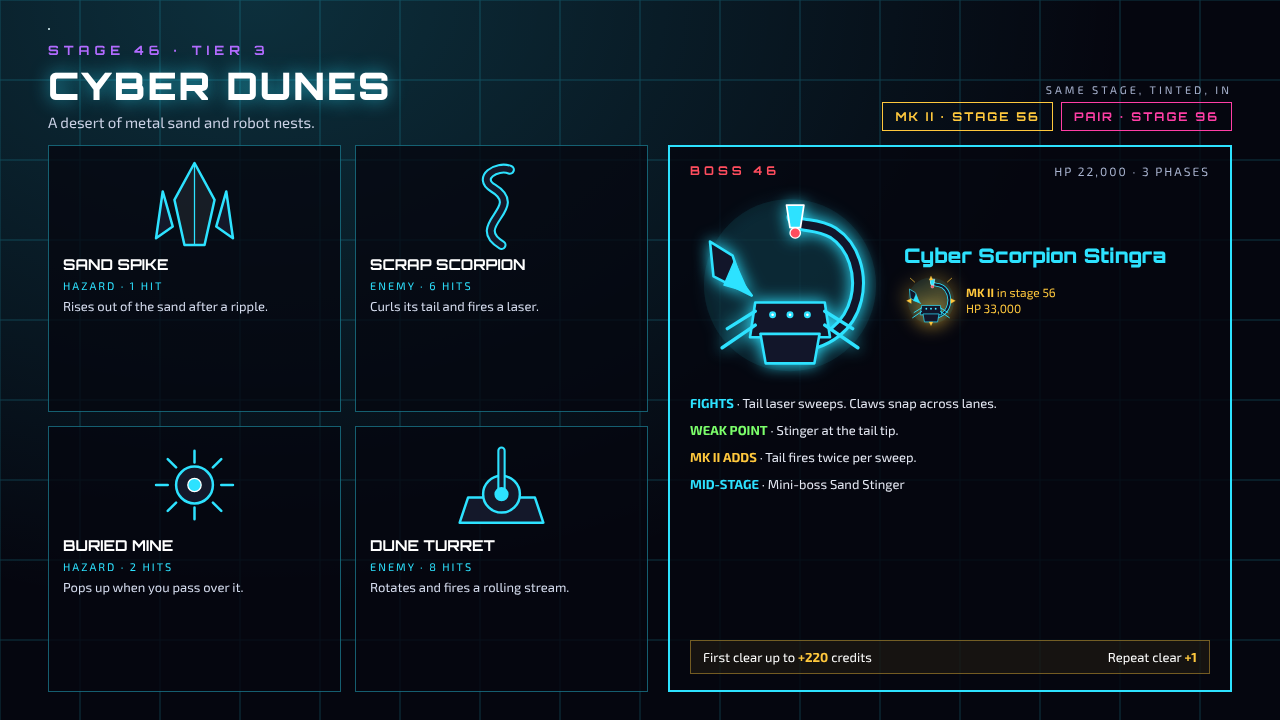 STAGE 46 · TIER 3
CYBER DUNES
A desert of metal sand and robot nests.
SAME STAGE, TINTED, IN
MK II · STAGE 56
PAIR · STAGE 96
SAND SPIKE
HAZARD · 1 HIT
Rises out of the sand after a ripple.
SCRAP SCORPION
ENEMY · 6 HITS
Curls its tail and fires a laser.
BURIED MINE
HAZARD · 2 HITS
Pops up when you pass over it.
DUNE TURRET
ENEMY · 8 HITS
Rotates and fires a rolling stream.
BOSS 46
HP 22,000 · 3 PHASES
Cyber Scorpion Stingra
MK II in stage 56
HP 33,000
FIGHTS · Tail laser sweeps. Claws snap across lanes.
WEAK POINT · Stinger at the tail tip.
MK II ADDS · Tail fires twice per sweep.
MID-STAGE · Mini-boss Sand Stinger
First clear up to +220 credits
Repeat clear +1